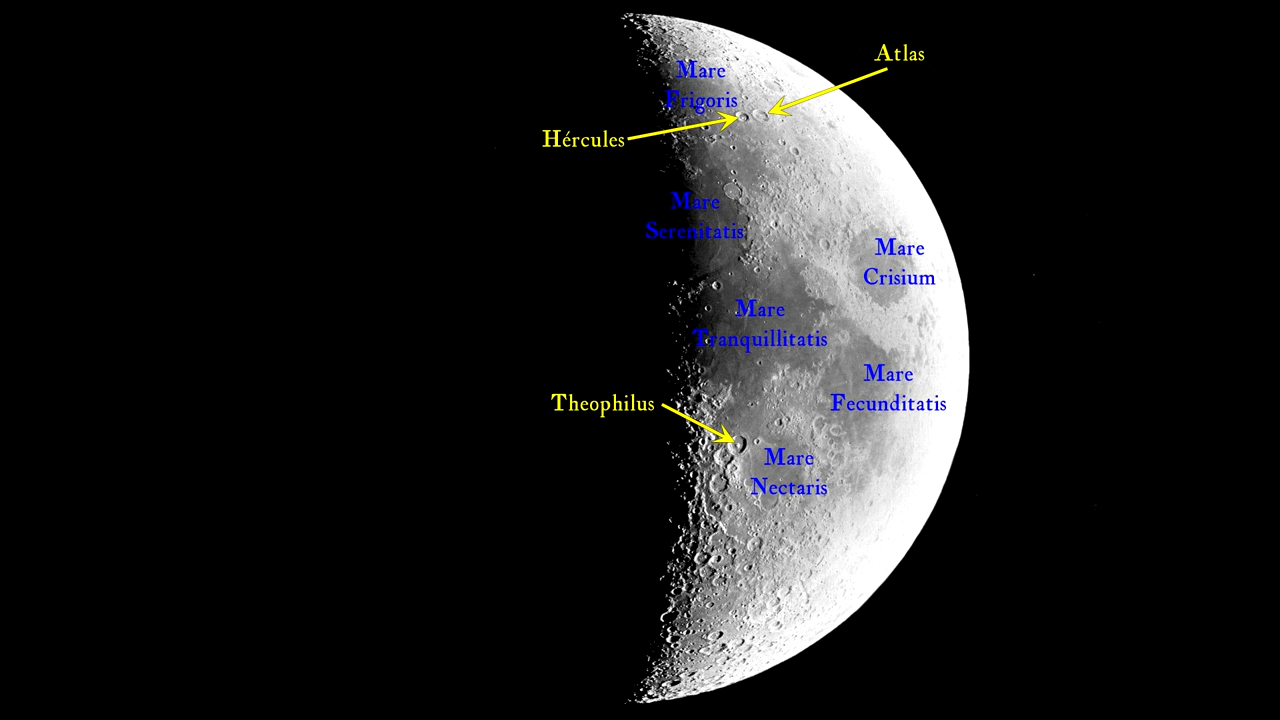 Atlas
Mare
Frigoris
Hércules
Mare
Serenitatis
Mare
Crisium
Mare
Tranquillitatis
Mare
Fecunditatis
Theophilus
Mare
Nectaris